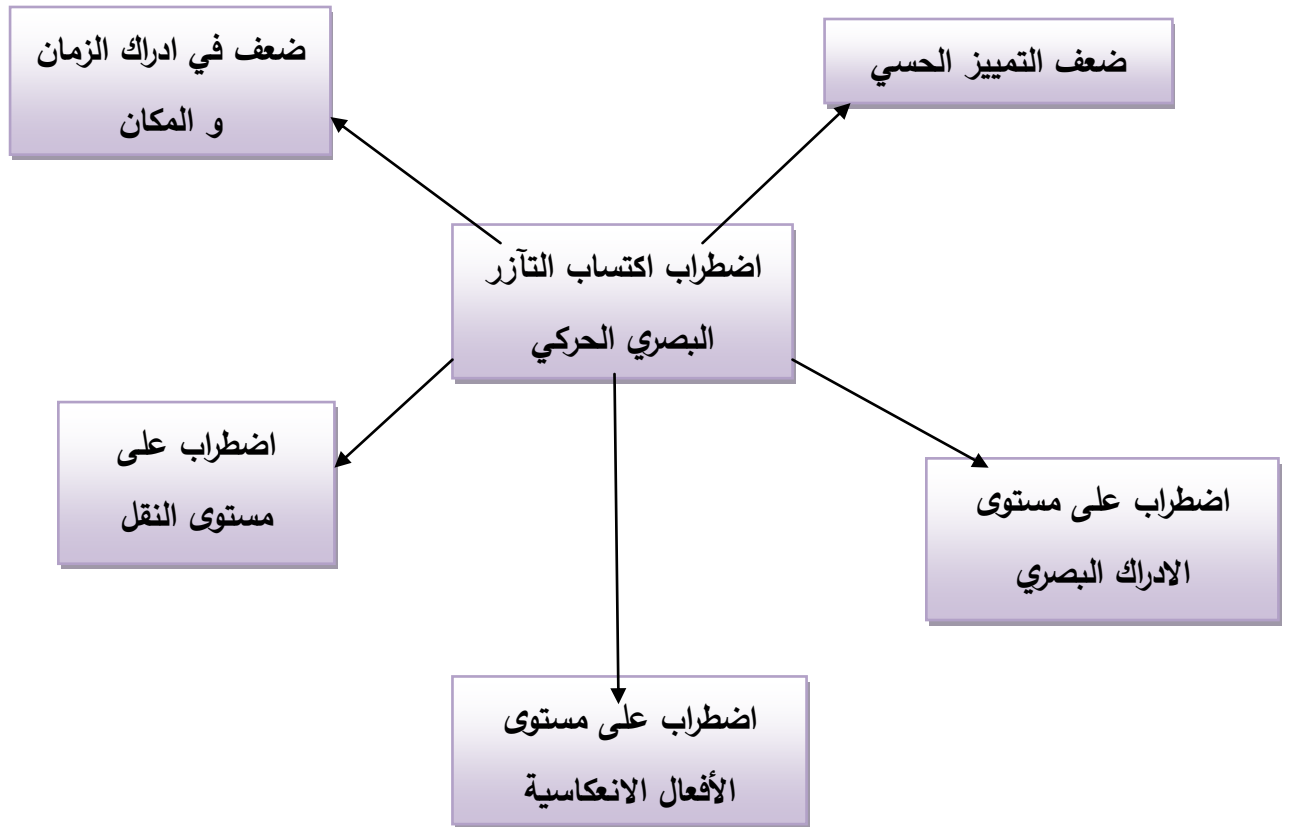 ضعف التمييز الحسي
ضعف في ادراك الزمان
و المكان
اضطراب اكتساب التآزر
البصري الحركي
اضطراب على
مستوى النقل
اضطراب على مستوى
الادراك البصري
اضطراب على مستوى
الأفعال الانعكاسية